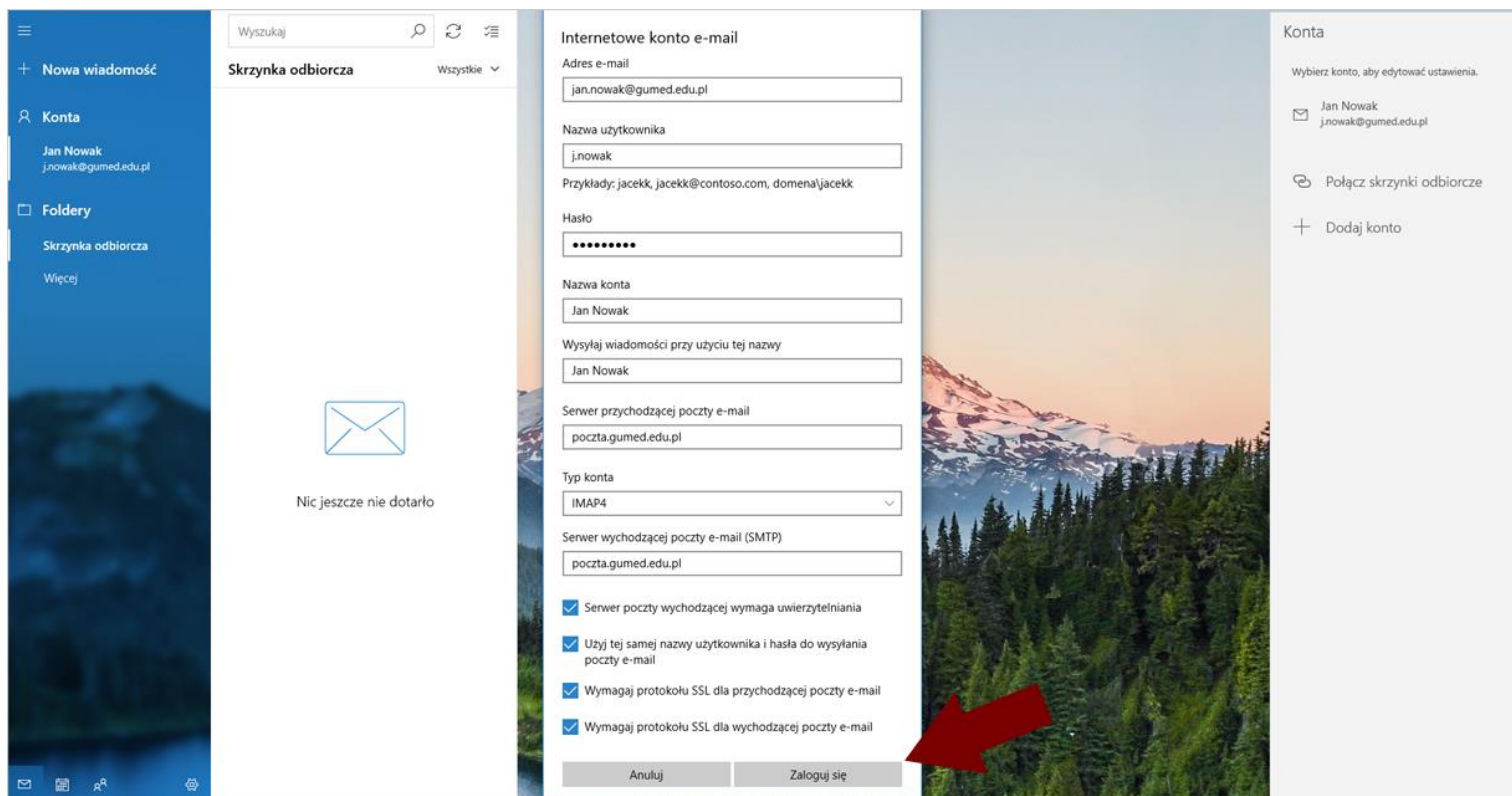 Nowa wiadomość
Konta
Jan Nowak
j.nowak@gumed.edu.pl
Foldery
Skrzynka odbiorcza
Więcej
Wyszukaj
Skrzynka odbiorcza
Wszystkie
Nic jeszcze nie dotarło
Internetowe konto e-mail
Adres e-mail
jan.nowak@gumed.edu.pl
Nazwa użytkownika
j.nowak
Przykłady: jacekk, jacekk@contoso.com, domena\jacekk
Hasło
●●●●●●●●●
Nazwa konta
Jan Nowak
Wysyłaj wiadomości przy użyciu tej nazwy
Jan Nowak
Serwer przychodzącej poczty e-mail
poczta.gumed.edu.pl
Typ konta
IMAP4
Serwer wychodzącej poczty e-mail (SMTP)
poczta.gumed.edu.pl
Serwer poczty wychodzącej wymaga uwierzytelniania
Użyj tej samej nazwy użytkownika i hasła do wysyłania
poczty e-mail
Wymagaj protokołu SSL dla przychodzącej poczty e-mail
Wymagaj protokołu SSL dla wychodzącej poczty e-mail
Anuluj
Zaloguj się
Konta
Wybierz konto, aby edytować ustawienia.
Jan Nowak
j.nowak@gumed.edu.pl
Połącz skrzynki odbiorcze
Dodaj konto